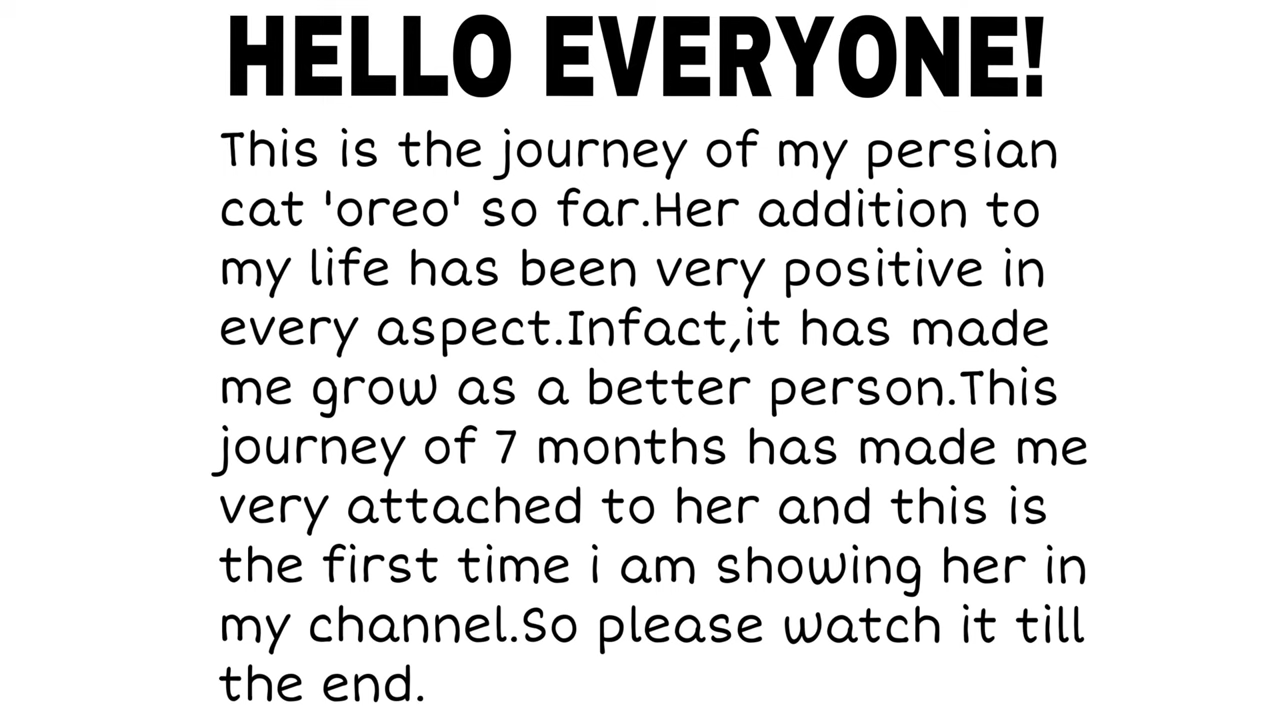 HELLO EVERYONE!
This is the journey of my persian
cat 'oreo' so far.Her addition to
my life has been very positive in
every aspect.Infact,it has made
me grow as a better person.This
journey of 7 months has made me
very attached to her and this is
the first time i am showing her in
my channel.So please watch it till
the end.